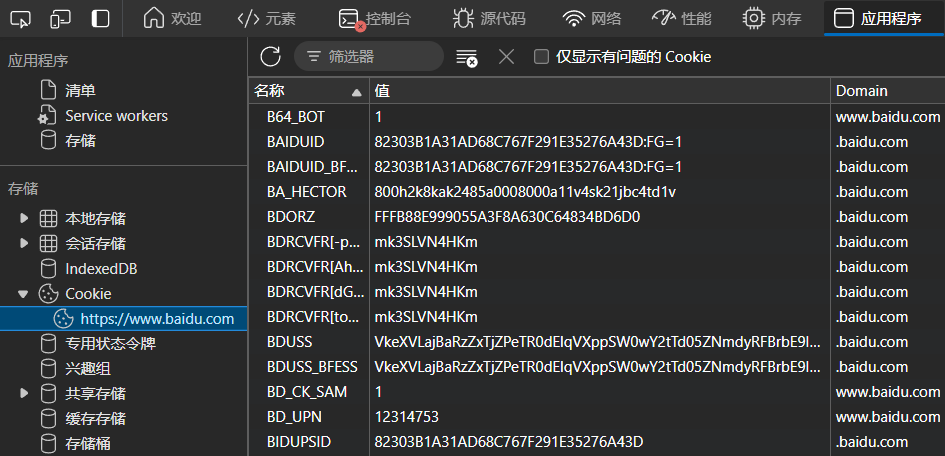 欢迎 元素 控制台 源代码 网络 性能 内存 应用程序
应用程序
清单
Service workers
存储
存储
本地存储
会话存储
IndexedDB
Cookie
https://www.baidu.com
专用状态令牌
兴趣组
共享存储
缓存存储
存储桶
筛选器 仅显示有问题的 Cookie
名称 值 Domain
B64_BOT 1 www.baidu.com
BAIDUID 82303B1A31AD68C767F291E35276A43D:FG=1 .baidu.com
BAIDUID_BF... 82303B1A31AD68C767F291E35276A43D:FG=1 .baidu.com
BA_HECTOR 800h2k8kak2485a0008000a11v4sk21jbc4td1v .baidu.com
BDORZ FFFB88E999055A3F8A630C64834BD6D0 .baidu.com
BDRCVFR[-p... mk3SLVN4HKm .baidu.com
BDRCVFR[Ah... mk3SLVN4HKm .baidu.com
BDRCVFR[dG... mk3SLVN4HKm .baidu.com
BDRCVFR[to... mk3SLVN4HKm .baidu.com
BDUSS VkeXVLajBaRzZxTjZPeTR0dEIqVXppSW0wY2tTd05ZNmdyRFBrbE9l... .baidu.com
BDUSS_BFESS VkeXVLajBaRzZxTjZPeTR0dEIqVXppSW0wY2tTd05ZNmdyRFBrbE9l... .baidu.com
BD_CK_SAM 1 www.baidu.com
BD_UPN 12314753 www.baidu.com
BIDUPSID 82303B1A31AD68C767F291E35276A43D .baidu.com